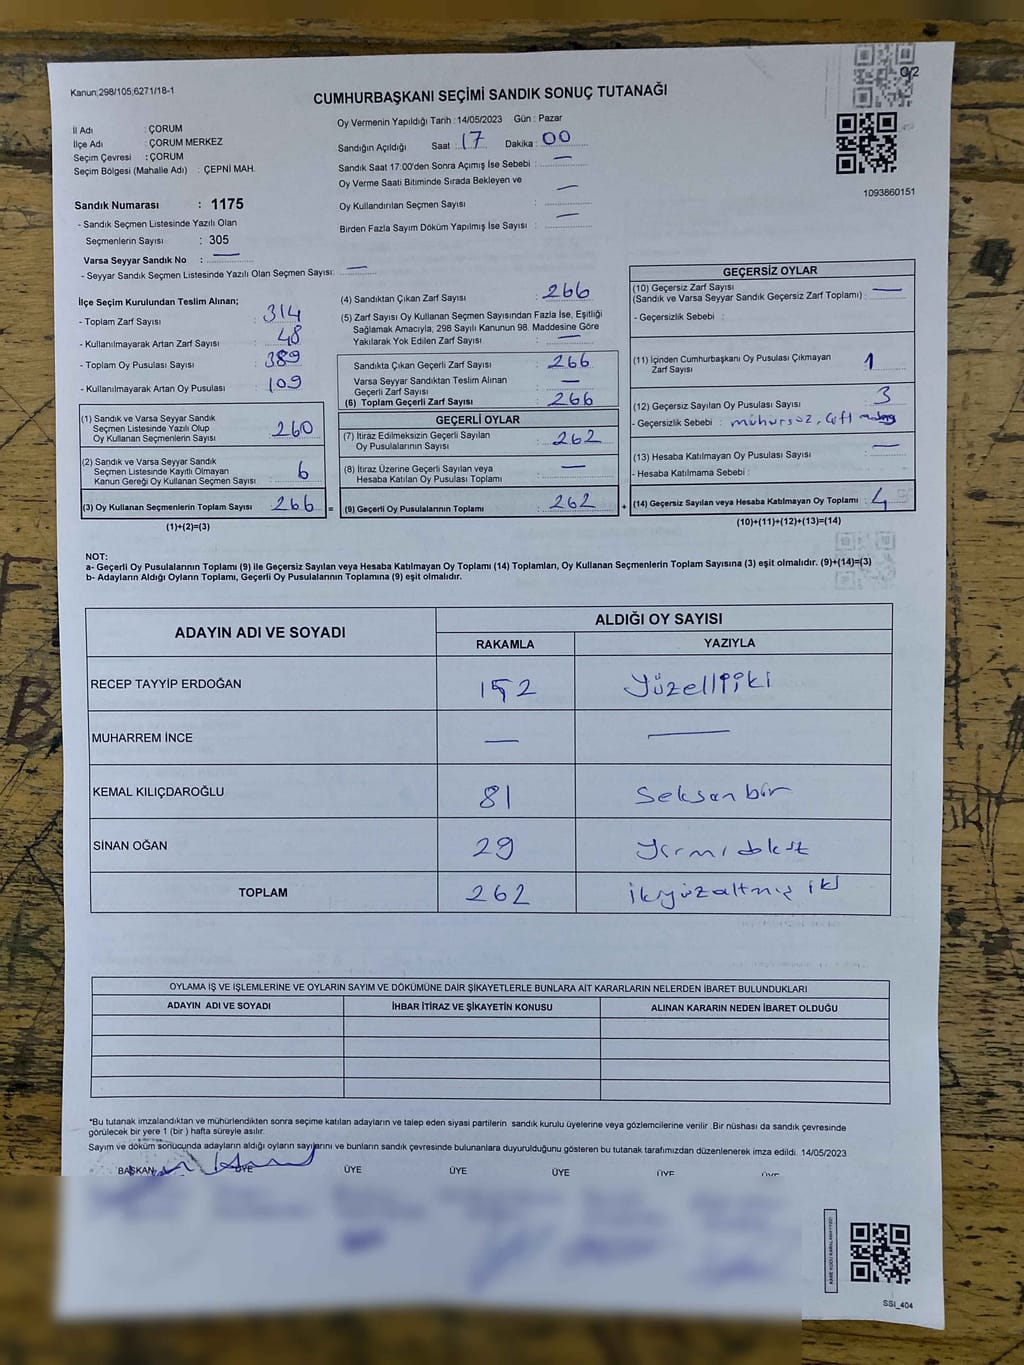 Kanun;298/105,6271/18-1
0/2
CUMHURBAŞKANI SEÇİMİ SANDIK SONUÇ TUTANAĞI
1093860151
İl Adı : ÇORUM
İlçe Adı : ÇORUM MERKEZ
Seçim Çevresi : ÇORUM
Seçim Bölgesi (Mahalle Adı) : ÇEPNİ MAH.
Sandık Numarası : 1175
- Sandık Seçmen Listesinde Yazılı Olan
Seçmenlerin Sayısı : 305
Varsa Seyyar Sandık No : —
- Seyyar Sandık Seçmen Listesinde Yazılı Olan Seçmen Sayısı: —
Oy Vermenin Yapıldığı Tarih : 14/05/2023 Gün : Pazar
Sandığın Açıldığı Saat : 17 Dakika : 00
Sandık Saat 17:00'den Sonra Açımış İse Sebebi : —
Oy Verme Saati Bitiminde Sırada Bekleyen ve
Oy Kullandırılan Seçmen Sayısı : —
Birden Fazla Sayım Döküm Yapılmış İse Sayısı : —
İlçe Seçim Kurulundan Teslim Alınan;
- Toplam Zarf Sayısı : 314
- Kullanılmayarak Artan Zarf Sayısı : 48
- Toplam Oy Pusulası Sayısı : 389
- Kullanılmayarak Artan Oy Pusulası : 109
(1) Sandık ve Varsa Seyyar Sandık
Seçmen Listesinde Yazılı Olup
Oy Kullanan Seçmenlerin Sayısı : 260
(2) Sandık ve Varsa Seyyar Sandık
Seçmen Listesinde Kayıtlı Olmayan
Kanun Gereği Oy Kullanan Seçmen Sayısı : 6
(3) Oy Kullanan Seçmenlerin Toplam Sayısı : 266 =
(1)+(2)=(3)
(4) Sandıktan Çıkan Zarf Sayısı : 266
(5) Zarf Sayısı Oy Kullanan Seçmen Sayısından Fazla İse, Eşitliği
Sağlamak Amacıyla, 298 Sayılı Kanunun 98. Maddesine Göre
Yakılarak Yok Edilen Zarf Sayısı : —
Sandıkta Çıkan Geçerli Zarf Sayısı : 266
Varsa Seyyar Sandıktan Teslim Alınan
Geçerli Zarf Sayısı : —
(6) Toplam Geçerli Zarf Sayısı : 266
GEÇERLİ OYLAR
(7) İtiraz Edilmeksizin Geçerli Sayılan
Oy Pusulalarının Sayısı : 262
(8) İtiraz Üzerine Geçerli Sayılan veya
Hesaba Katılan Oy Pusulası Toplamı : —
(9) Geçerli Oy Pusulalarının Toplamı : 262 +
GEÇERSİZ OYLAR
(10) Geçersiz Zarf Sayısı
(Sandık ve Varsa Seyyar Sandık Geçersiz Zarf Toplamı) : —
- Geçersizlik Sebebi :
(11) İçinden Cumhurbaşkanı Oy Pusulası Çıkmayan
Zarf Sayısı : 1
(12) Geçersiz Sayılan Oy Pusulası Sayısı : 3
- Geçersizlik Sebebi : mühürsüz, çift
(13) Hesaba Katılmayan Oy Pusulası Sayısı : —
- Hesaba Katılmama Sebebi :
(14) Geçersiz Sayılan veya Hesaba Katılmayan Oy Toplamı : 4
(10)+(11)+(12)+(13)=(14)
NOT:
a- Geçerli Oy Pusulalarının Toplamı (9) ile Geçersiz Sayılan veya Hesaba Katılmayan Oy Toplamı (14) Toplamları, Oy Kullanan Seçmenlerin Toplam Sayısına (3) eşit olmalıdır. (9)+(14)=(3)
b- Adayların Aldığı Oyların Toplamı, Geçerli Oy Pusulalarının Toplamına (9) eşit olmalıdır.
ADAYIN ADI VE SOYADI
ALDIĞI OY SAYISI
RAKAMLA YAZIYLA
RECEP TAYYİP ERDOĞAN 152 Yüzelliiki
MUHARREM İNCE — —
KEMAL KILIÇDAROĞLU 81 Seksen bir
SİNAN OĞAN 29 Yirmi dokuz
TOPLAM 262 ikiyüzaltmış iki
OYLAMA İŞ VE İŞLEMLERİNE VE OYLARIN SAYIM VE DÖKÜMÜNE DAİR ŞİKAYETLERLE BUNLARA AİT KARARLARIN NELERDEN İBARET BULUNDUKLARI
ADAYIN ADI VE SOYADI İHBAR İTİRAZ VE ŞİKAYETİN KONUSU ALINAN KARARIN NEDEN İBARET OLDUĞU
*Bu tutanak imzalandıktan ve mühürlendikten sonra seçime katılan adayların ve talep eden siyasi partilerin sandık kurulu üyelerine veya gözlemcilerine verilir. Bir nüshası da sandık çevresinde
görülecek bir yere 1 (bir ) hafta süreyle asılır.
Sayım ve döküm sonucunda adayların aldığı oyların sayılarını ve bunların sandık çevresinde bulunanlara duyurulduğunu gösteren bu tutanak tarafımızdan düzenlenerek imza edildi. 14/05/2023
BAŞKAN ÜYE ÜYE ÜYE ÜYE ÜYE ÜYE
SSI_404